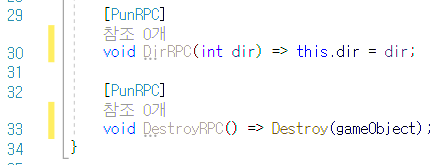 29 [PunRPC]
참조 0개
30 void DirRPC(int dir) => this.dir = dir;
31
32 [PunRPC]
참조 0개
33 void DestroyRPC() => Destroy(gameObject);
34 }